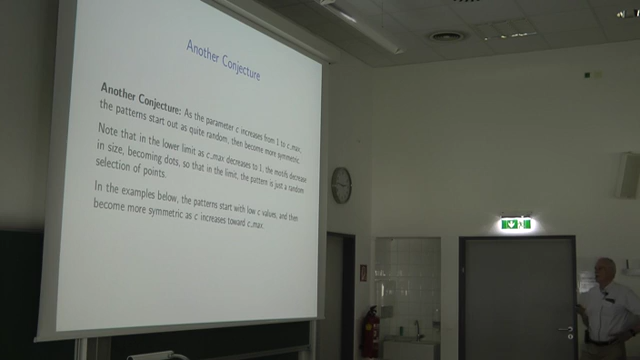 Another Conjecture
Another Conjecture: As the parameter c increases from 1 to c_max,
the patterns start out as quite random, then become more symmetric.
Note that in the lower limit as c_max decreases to 1, the motifs decrease
in size, becoming dots, so that in the limit, the pattern is just a random
selection of points.
In the examples below, the patterns start with low c values, and then
become more symmetric as c increases toward c_max.